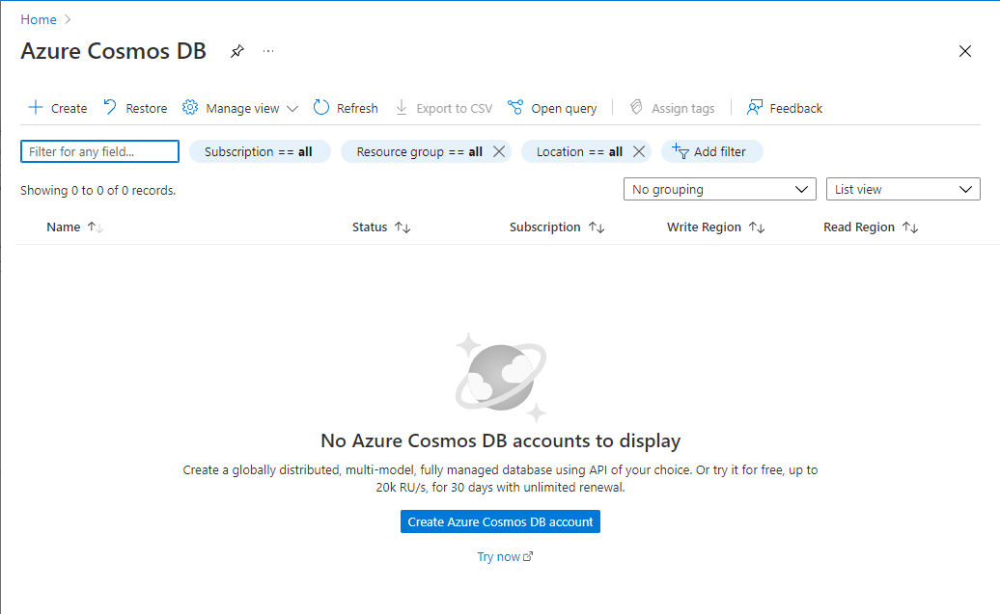 Home
Azure Cosmos DB
Create Restore Manage view Refresh Export to CSV Open query Assign tags Feedback
Filter for any field... Subscription == all Resource group == all Location == all Add filter
Showing 0 to 0 of 0 records. No grouping List view
Name Status Subscription Write Region Read Region
No Azure Cosmos DB accounts to display
Create a globally distributed, multi-model, fully managed database using API of your choice. Or try it for free, up to
20k RU/s, for 30 days with unlimited renewal.
Create Azure Cosmos DB account
Try now